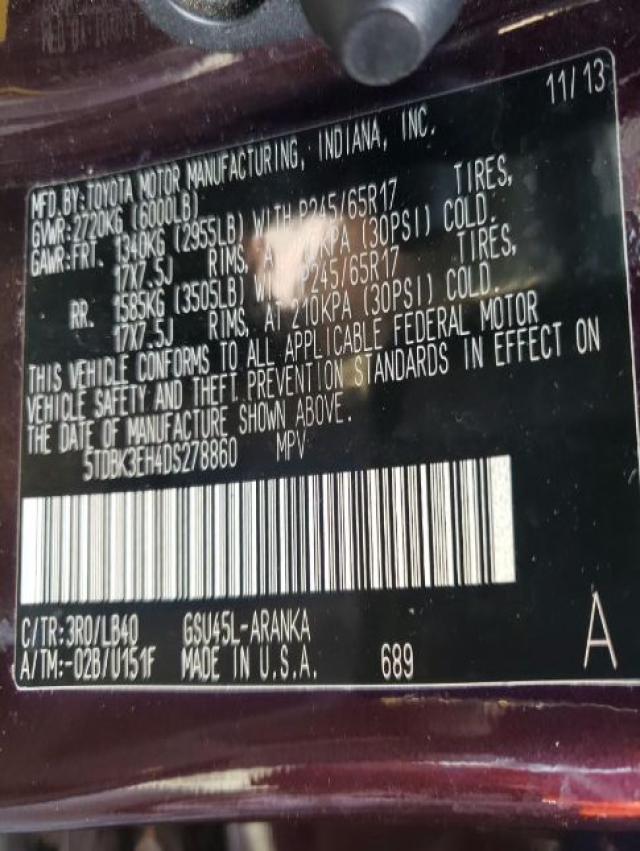 11/13
MFD.BY:TOYOTA MOTOR MANUFACTURING, INDIANA, INC.
GVWR:2720KG (6000LB)
GAWR:FRT. 1340KG (2955LB) WITH P245/65R17 TIRES,
17X7.5J RIMS, KPA (30PSI) COLD.
RR. 1585KG (3505LB) WITH P245/65R17 TIRES,
17X7.5J RIMS, AT 210KPA (30PSI) COLD.
THIS VEHICLE CONFORMS TO ALL APPLICABLE FEDERAL MOTOR
VEHICLE SAFETY AND THEFT PREVENTION STANDARDS IN EFFECT ON
THE DATE OF MANUFACTURE SHOWN ABOVE.
5TDBK3EH4DS278860 MPV
C/TR:3R0/LB40 GSU45L-ARANKA
A/TM:-02B/U151F MADE IN U.S.A. 689 A